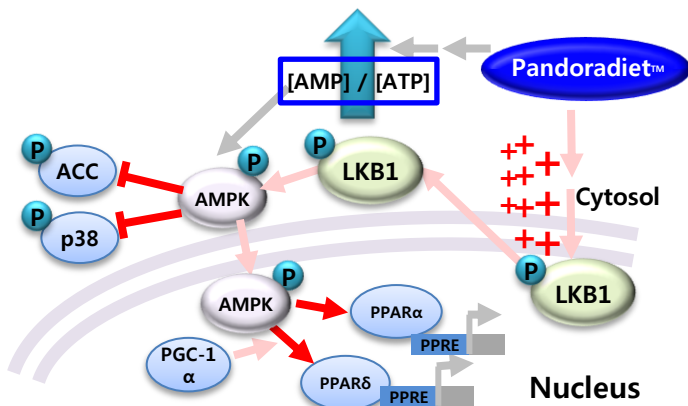 [AMP] / [ATP]
Pandoradiet™
P
ACC
P
AMPK
P
LKB1
+++++++++
Cytosol
P
p38
P
LKB1
P
AMPK
PPARα
PPRE
PGC-1
α
PPARδ
PPRE
Nucleus